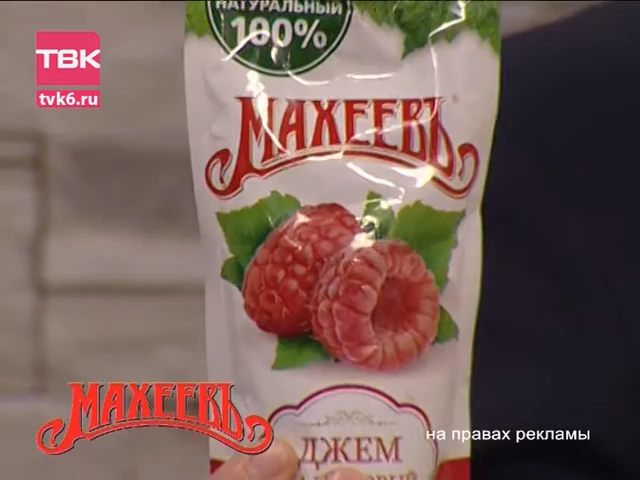 НАТУРАЛЬНЫЙ
100%
ТВК
tvk6.ru
МАХЕЕВЪ
МАХЕЕВЪ
ДЖЕМ
на правах рекламы